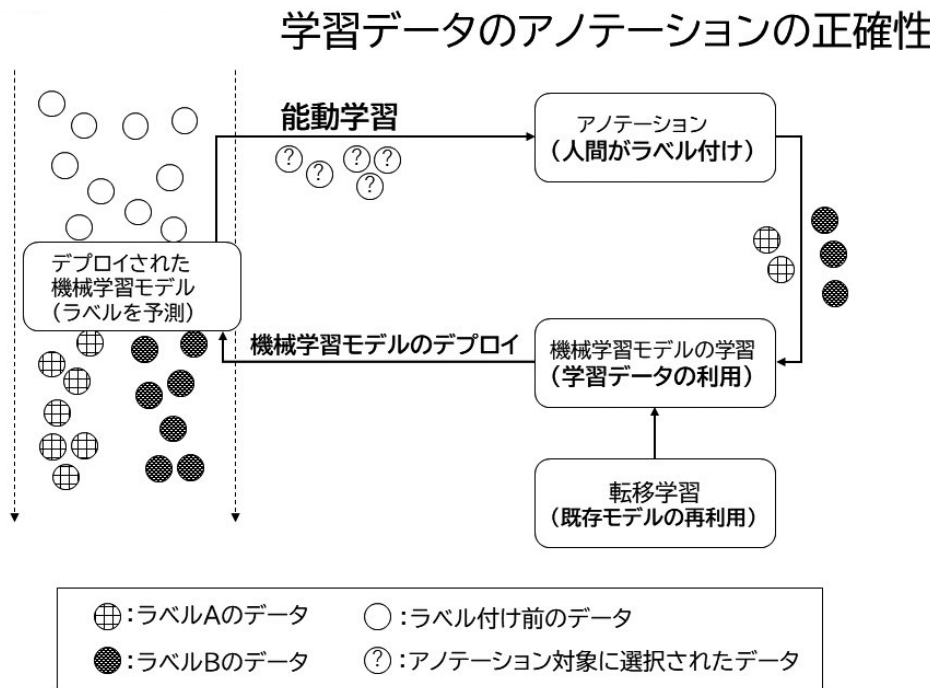 学習データのアノテーションの正確性
能動学習
? ? ? ? ?
アノテーション
(人間がラベル付け)
デプロイされた
機械学習モデル
(ラベルを予測)
機械学習モデルのデプロイ
機械学習モデルの学習
(学習データの利用)
転移学習
(既存モデルの再利用)
:ラベルAのデータ
:ラベル付け前のデータ
:ラベルBのデータ
?:アノテーション対象に選択されたデータ